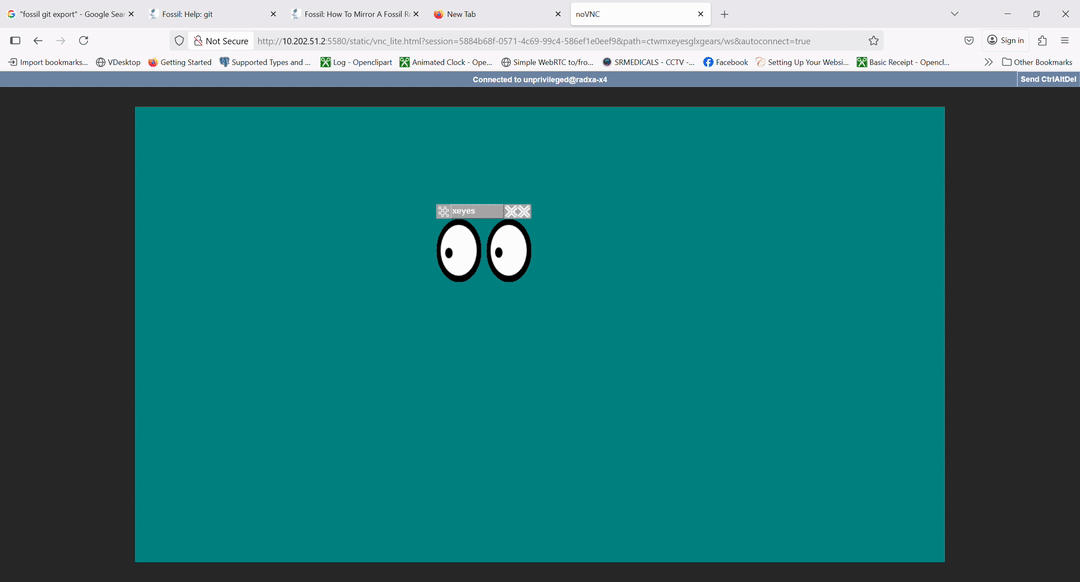 "fossil git export" - Google Sear
Fossil: Help: git
Fossil: How To Mirror A Fossil R
New Tab
noVNC
Not Secure
http://10.202.51.2:5580/static/vnc_lite.html?session=5884b68f-0571-4c69-99c4-586ef1e0eef9&path=ctwmxeyesglxgears/ws&autoconnect=true
Sign in
Import bookmarks...
VDesktop
Getting Started
Supported Types and ...
Log - Openclipart
Animated Clock - Ope...
Simple WebRTC to/fro...
SRMEDICALS - CCTV -...
Facebook
Setting Up Your Websi...
Basic Receipt - Opencl...
Other Bookmarks
Connected to unprivileged@radxa-x4
Send CtrlAltDel
xeyes